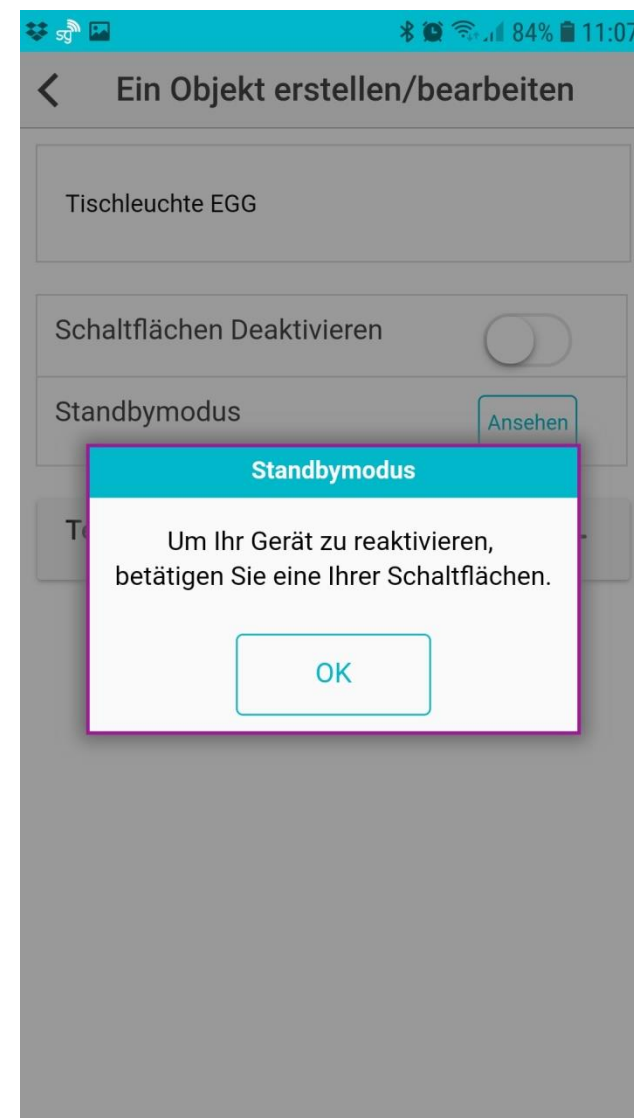 sg 84% 11:07
Ein Objekt erstellen/bearbeiten
Tischleuchte EGG
Schaltflächen Deaktivieren
Standbymodus
Ansehen
Standbymodus
Um Ihr Gerät zu reaktivieren,
betätigen Sie eine Ihrer Schaltflächen.
OK